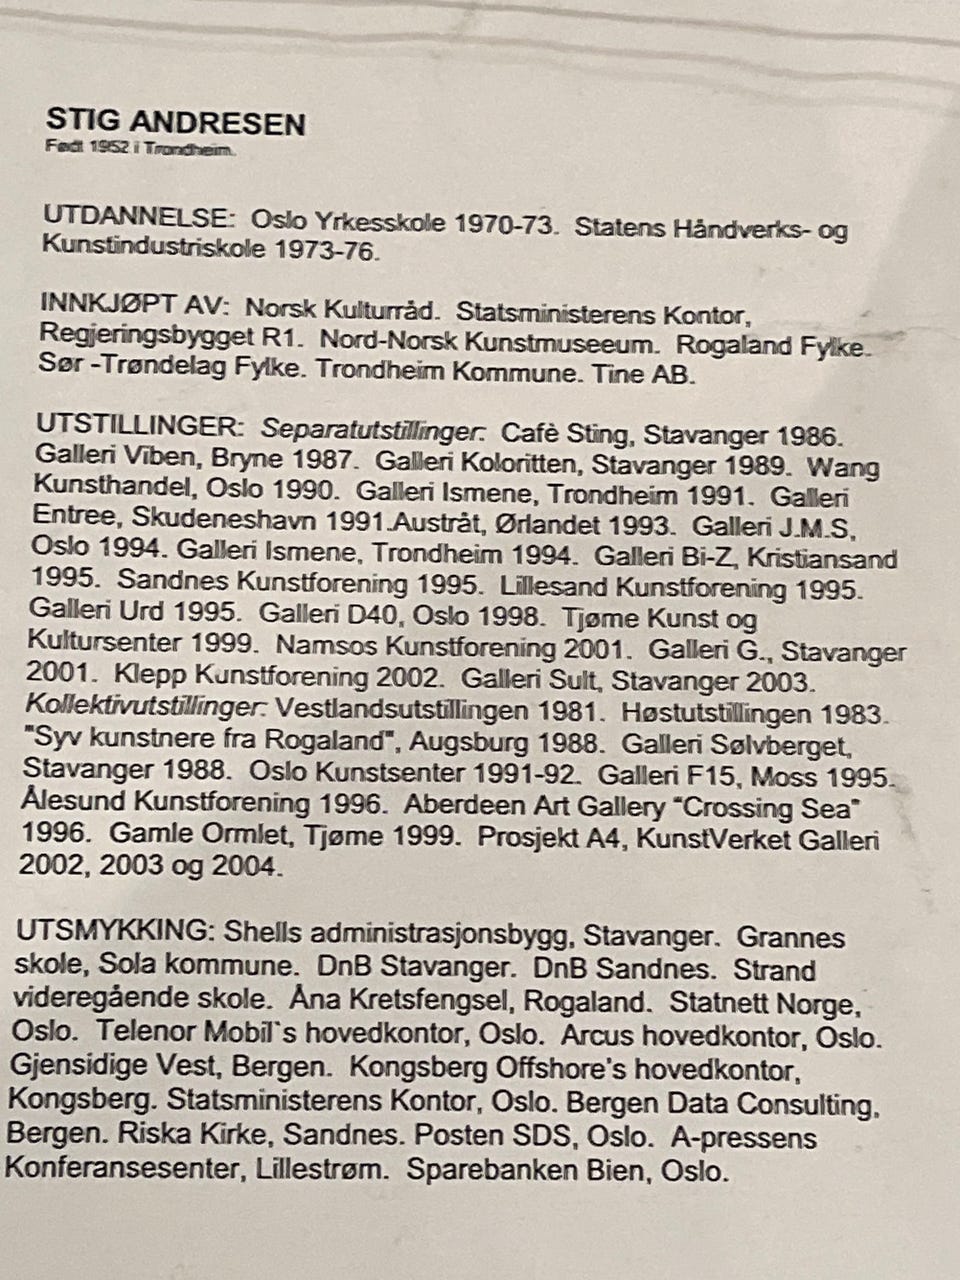 STIG ANDRESEN
Født 1952 i Trondheim.
UTDANNELSE: Oslo Yrkesskole 1970-73. Statens Håndverks- og
Kunstindustriskole 1973-76.
INNKJØPT AV: Norsk Kulturråd. Statsministerens Kontor,
Regjeringsbygget R1. Nord-Norsk Kunstmuseeum. Rogaland Fylke.
Sør -Trøndelag Fylke. Trondheim Kommune. Tine AB.
UTSTILLINGER: Separatutstillinger: Cafè Sting, Stavanger 1986.
Galleri Viben, Bryne 1987. Galleri Koloritten, Stavanger 1989. Wang
Kunsthandel, Oslo 1990. Galleri Ismene, Trondheim 1991. Galleri
Entree, Skudeneshavn 1991.Austråt, Ørlandet 1993. Galleri J.M.S,
Oslo 1994. Galleri Ismene, Trondheim 1994. Galleri Bi-Z, Kristiansand
1995. Sandnes Kunstforening 1995. Lillesand Kunstforening 1995.
Galleri Urd 1995. Galleri D40, Oslo 1998. Tjøme Kunst og
Kultursenter 1999. Namsos Kunstforening 2001. Galleri G., Stavanger
2001. Klepp Kunstforening 2002. Galleri Sult, Stavanger 2003.
Kollektivutstillinger: Vestlandsutstillingen 1981. Høstutstillingen 1983.
"Syv kunstnere fra Rogaland", Augsburg 1988. Galleri Sølvberget,
Stavanger 1988. Oslo Kunstsenter 1991-92. Galleri F15, Moss 1995.
Ålesund Kunstforening 1996. Aberdeen Art Gallery "Crossing Sea"
1996. Gamle Ormlet, Tjøme 1999. Prosjekt A4, KunstVerket Galleri
2002, 2003 og 2004.
UTSMYKKING: Shells administrasjonsbygg, Stavanger. Grannes
skole, Sola kommune. DnB Stavanger. DnB Sandnes. Strand
videregående skole. Åna Kretsfengsel, Rogaland. Statnett Norge,
Oslo. Telenor Mobil`s hovedkontor, Oslo. Arcus hovedkontor, Oslo.
Gjensidige Vest, Bergen. Kongsberg Offshore's hovedkontor,
Kongsberg. Statsministerens Kontor, Oslo. Bergen Data Consulting,
Bergen. Riska Kirke, Sandnes. Posten SDS, Oslo. A-pressens
Konferansesenter, Lillestrøm. Sparebanken Bien, Oslo.